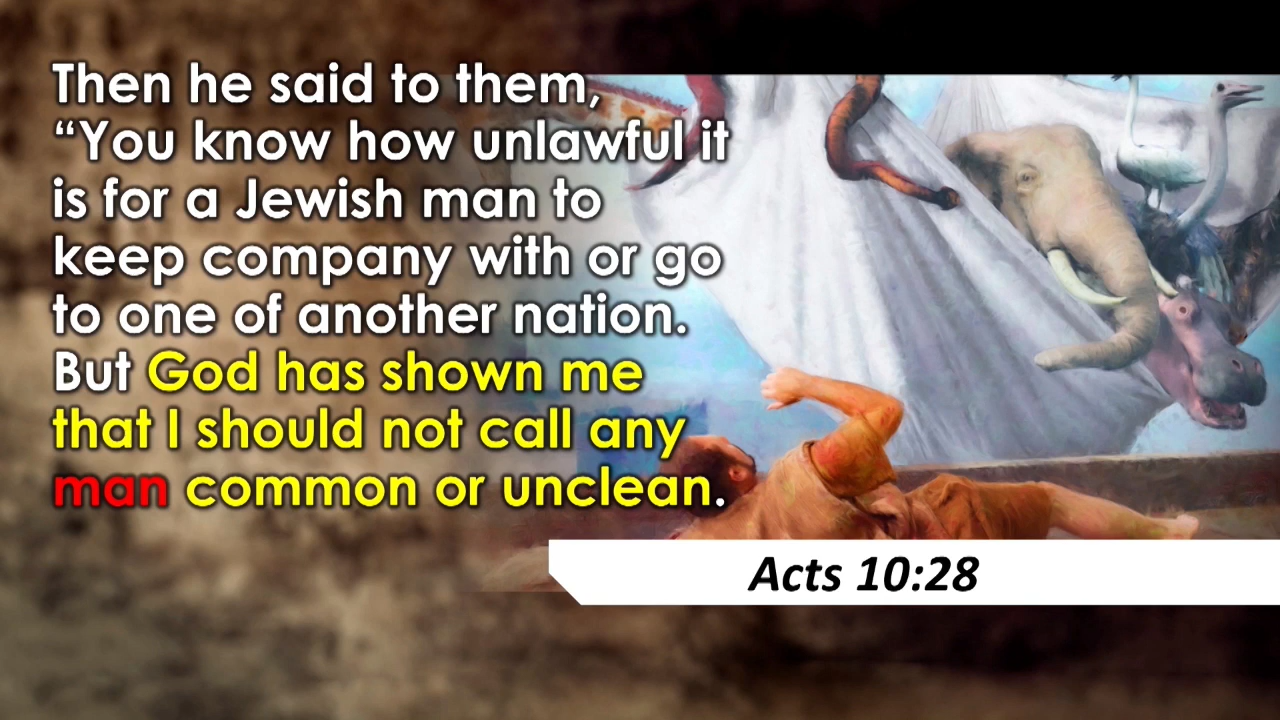 Then he said to them,
“You know how unlawful it
is for a Jewish man to
keep company with or go
to one of another nation.
But God has shown me
that I should not call any
man common or unclean.
Acts 10:28